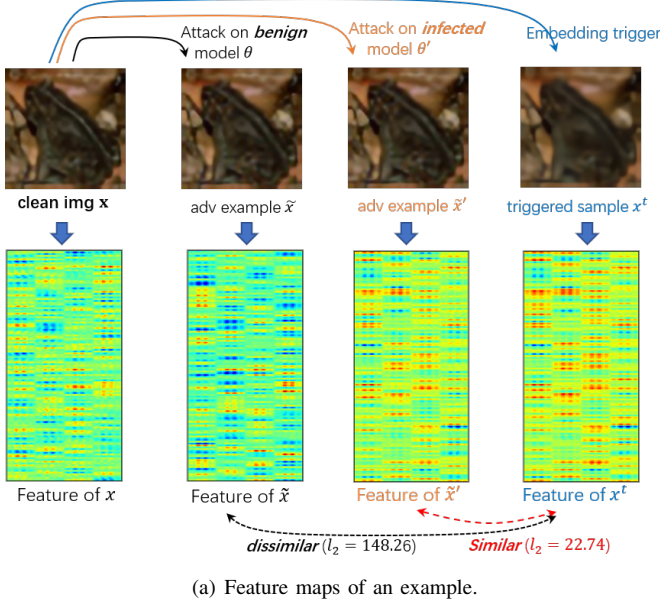 Attack on benign
model θ
Attack on infected
model θ′
Embedding trigger
clean img x
adv example x̃
adv example x̃′
triggered sample xᵗ
Feature of x
Feature of x̃
Feature of x̃′
Feature of xᵗ
dissimilar (l₂ = 148.26)
Similar (l₂ = 22.74)
(a) Feature maps of an example.